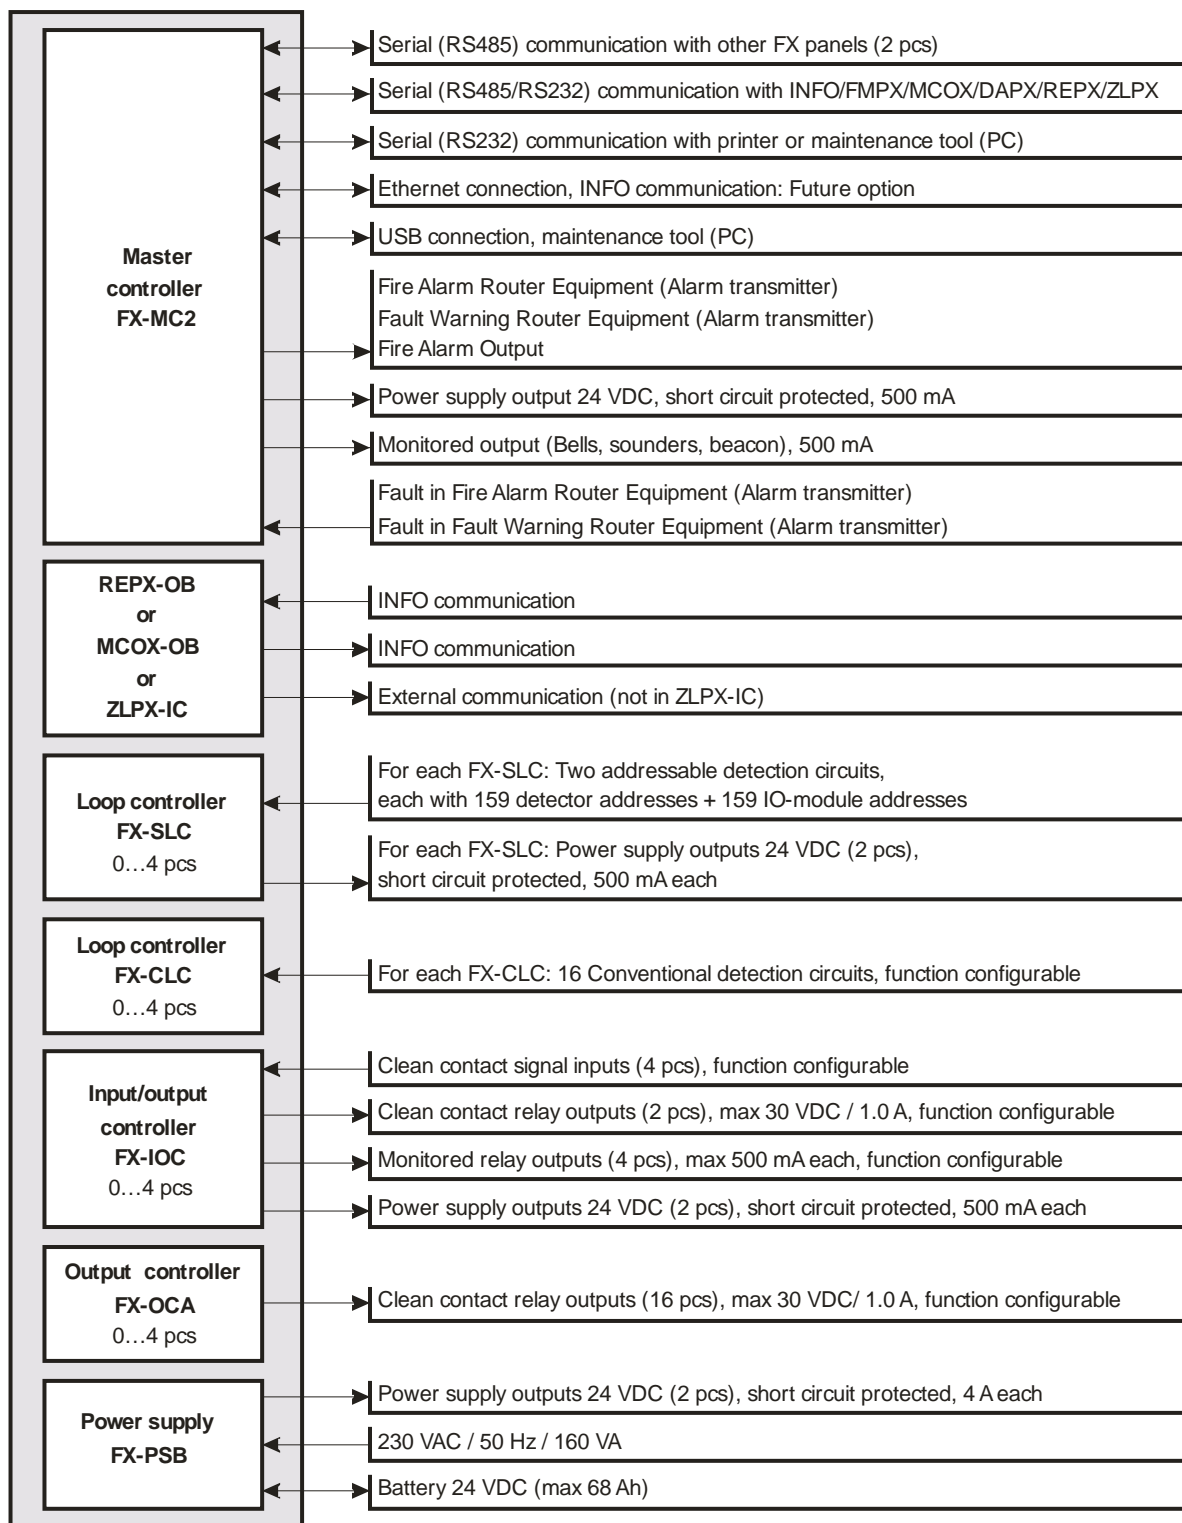 Master
controller
FX-MC2
Serial (RS485) communication with other FX panels (2 pcs)
Serial (RS485/RS232) communication with INFO/FMPX/MCOX/DAPX/REPX/ZLPX
Serial (RS232) communication with printer or maintenance tool (PC)
Ethernet connection, INFO communication: Future option
USB connection, maintenance tool (PC)
Fire Alarm Router Equipment (Alarm transmitter)
Fault Warning Router Equipment (Alarm transmitter)
Fire Alarm Output
Power supply output 24 VDC, short circuit protected, 500 mA
Monitored output (Bells, sounders, beacon), 500 mA
Fault in Fire Alarm Router Equipment (Alarm transmitter)
Fault in Fault Warning Router Equipment (Alarm transmitter)
REPX-OB
or
MCOX-OB
or
ZLPX-IC
INFO communication
INFO communication
External communication (not in ZLPX-IC)
Loop controller
FX-SLC
0…4 pcs
For each FX-SLC: Two addressable detection circuits,
each with 159 detector addresses + 159 IO-module addresses
For each FX-SLC: Power supply outputs 24 VDC (2 pcs),
short circuit protected, 500 mA each
Loop controller
FX-CLC
0…4 pcs
For each FX-CLC: 16 Conventional detection circuits, function configurable
Input/output
controller
FX-IOC
0…4 pcs
Clean contact signal inputs (4 pcs), function configurable
Clean contact relay outputs (2 pcs), max 30 VDC / 1.0 A, function configurable
Monitored relay outputs (4 pcs), max 500 mA each, function configurable
Power supply outputs 24 VDC (2 pcs), short circuit protected, 500 mA each
Output controller
FX-OCA
0…4 pcs
Clean contact relay outputs (16 pcs), max 30 VDC/ 1.0 A, function configurable
Power supply
FX-PSB
Power supply outputs 24 VDC (2 pcs), short circuit protected, 4 A each
230 VAC / 50 Hz / 160 VA
Battery 24 VDC (max 68 Ah)